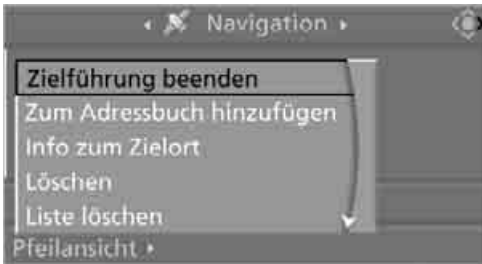 Navigation
Zielführung beenden
Zum Adressbuch hinzufügen
Info zum Zielort
Löschen
Liste löschen
Pfeilansicht